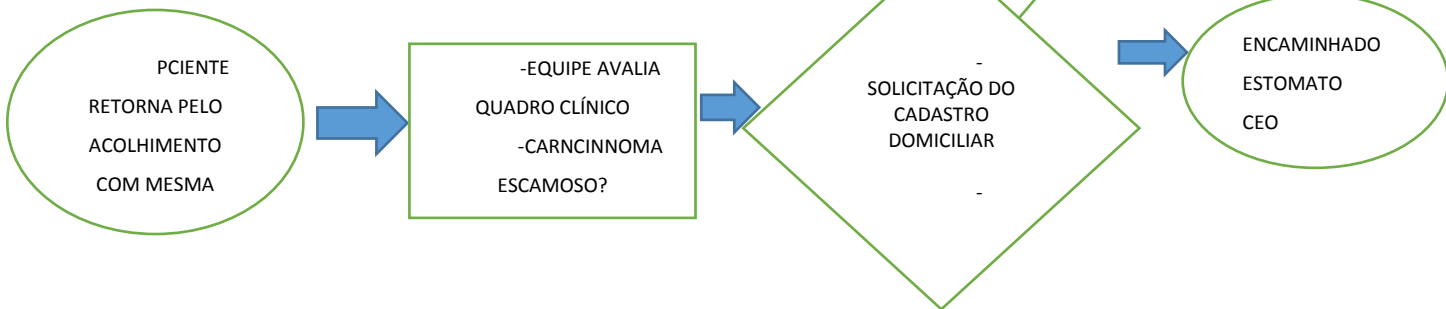 PCIENTE
RETORNA PELO
ACOLHIMENTO
COM MESMA
-EQUIPE AVALIA
QUADRO CLÍNICO
-CARNCINNOMA
ESCAMOSO?
-
SOLICITAÇÃO DO
CADASTRO
DOMICILIAR
-
ENCAMINHADO
ESTOMATO
CEO